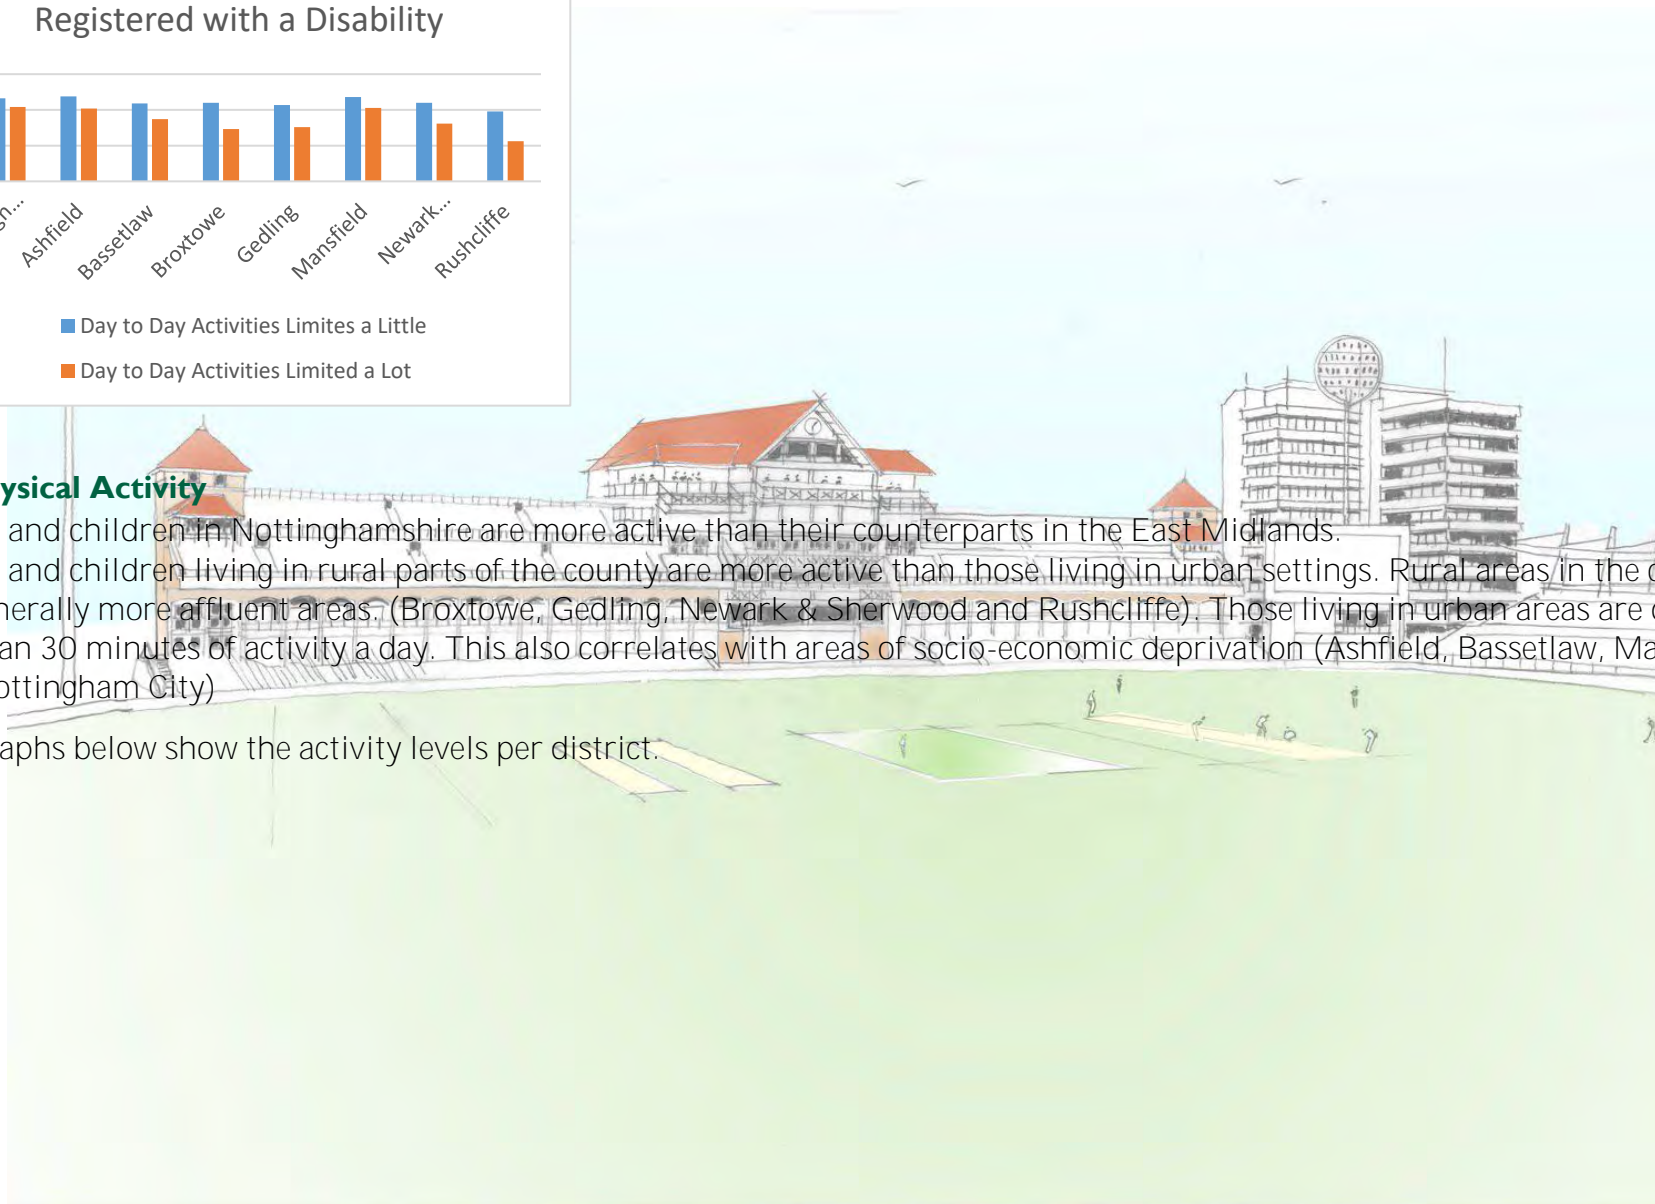 Registered with a Disability
Ashfield
Bassetlaw
Broxtowe
Gedling
Mansfield
Newark...
Rushcliffe
Day to Day Activities Limites a Little
Day to Day Activities Limited a Lot
ysical Activity
and children in Nottinghamshire are more active than their counterparts in the East Midlands.
and children living in rural parts of the county are more active than those living in urban settings. Rural areas in the
nerally more affluent areas. (Broxtowe, Gedling, Newark & Sherwood and Rushcliffe). Those living in urban areas are
an 30 minutes of activity a day. This also correlates with areas of socio-economic deprivation (Ashfield, Bassetlaw, Ma
ottingham City)
aphs below show the activity levels per district.